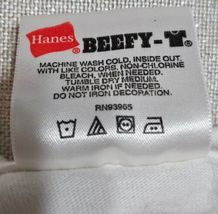 Hanes BEEFY-T
MACHINE WASH COLD, INSIDE OUT,
WITH LIKE COLORS. NON-CHLORINE
BLEACH, WHEN NEEDED.
TUMBLE DRY MEDIUM.
WARM IRON IF NEEDED.
DO NOT IRON DECORATION.
RN93965